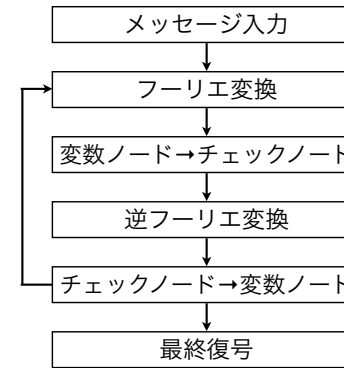 メッセージ入力
フーリエ変換
変数ノード→チェックノード
逆フーリエ変換
チェックノード→変数ノード
最終復号